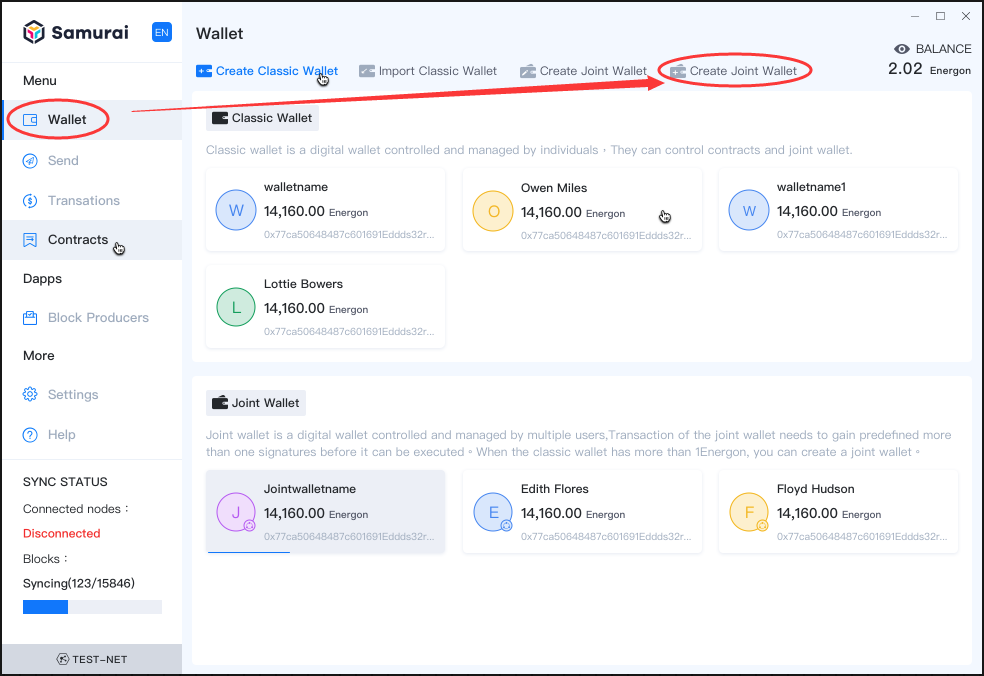 Samurai
EN
Menu
Wallet
Send
Transations
Contracts
Dapps
Block Producers
More
Settings
Help
SYNC STATUS
Connected nodes：
Disconnected
Blocks：
Syncing(123/15846)
TEST-NET
Wallet
BALANCE
2.02 Energon
Create Classic Wallet
Import Classic Wallet
Create Joint Wallet
Create Joint Wallet
Classic Wallet
Classic wallet is a digital wallet controlled and managed by individuals，They can control contracts and joint wallet.
W
walletname
14,160.00 Energon
0x77ca50648487c601691Eddds32r...
O
Owen Miles
14,160.00 Energon
0x77ca50648487c601691Eddds32r...
W
walletname1
14,160.00 Energon
0x77ca50648487c601691Eddds32r...
L
Lottie Bowers
14,160.00 Energon
0x77ca50648487c601691Eddds32r...
Joint Wallet
Joint wallet is a digital wallet controlled and managed by multiple users,Transaction of the joint wallet needs to gain predefined more
than one signatures before it can be executed。When the classic wallet has more than 1Energon, you can create a joint wallet。
J
Jointwalletname
14,160.00 Energon
0x77ca50648487c601691Eddds32r...
E
Edith Flores
14,160.00 Energon
0x77ca50648487c601691Eddds32r...
F
Floyd Hudson
14,160.00 Energon
0x77ca50648487c601691Eddds32r...